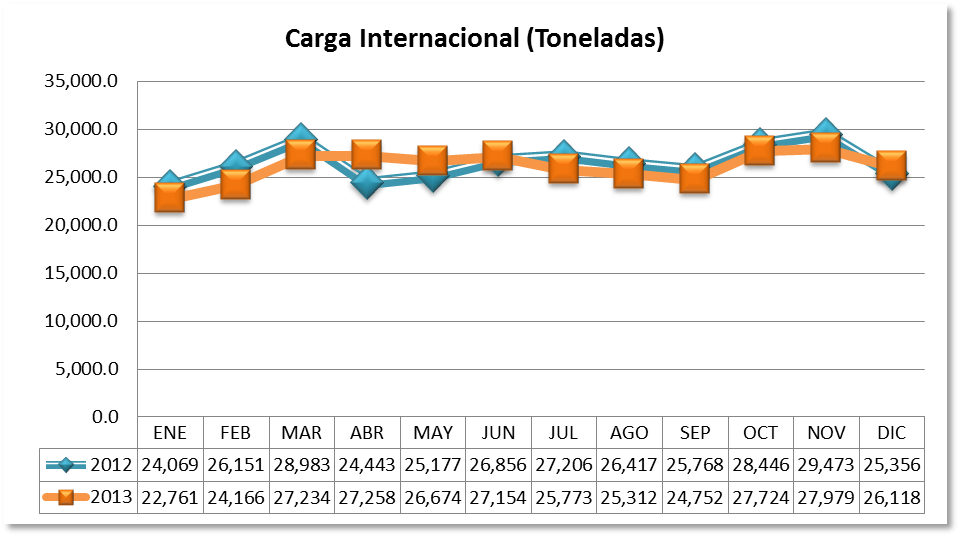 Carga Internacional (Toneladas)
35,000.0
30,000.0
25,000.0
20,000.0
15,000.0
10,000.0
5,000.0
0.0
ENE FEB MAR ABR MAY JUN JUL AGO SEP OCT NOV DIC
2012 24,069 26,151 28,983 24,443 25,177 26,856 27,206 26,417 25,768 28,446 29,473 25,356
2013 22,761 24,166 27,234 27,258 26,674 27,154 25,773 25,312 24,752 27,724 27,979 26,118